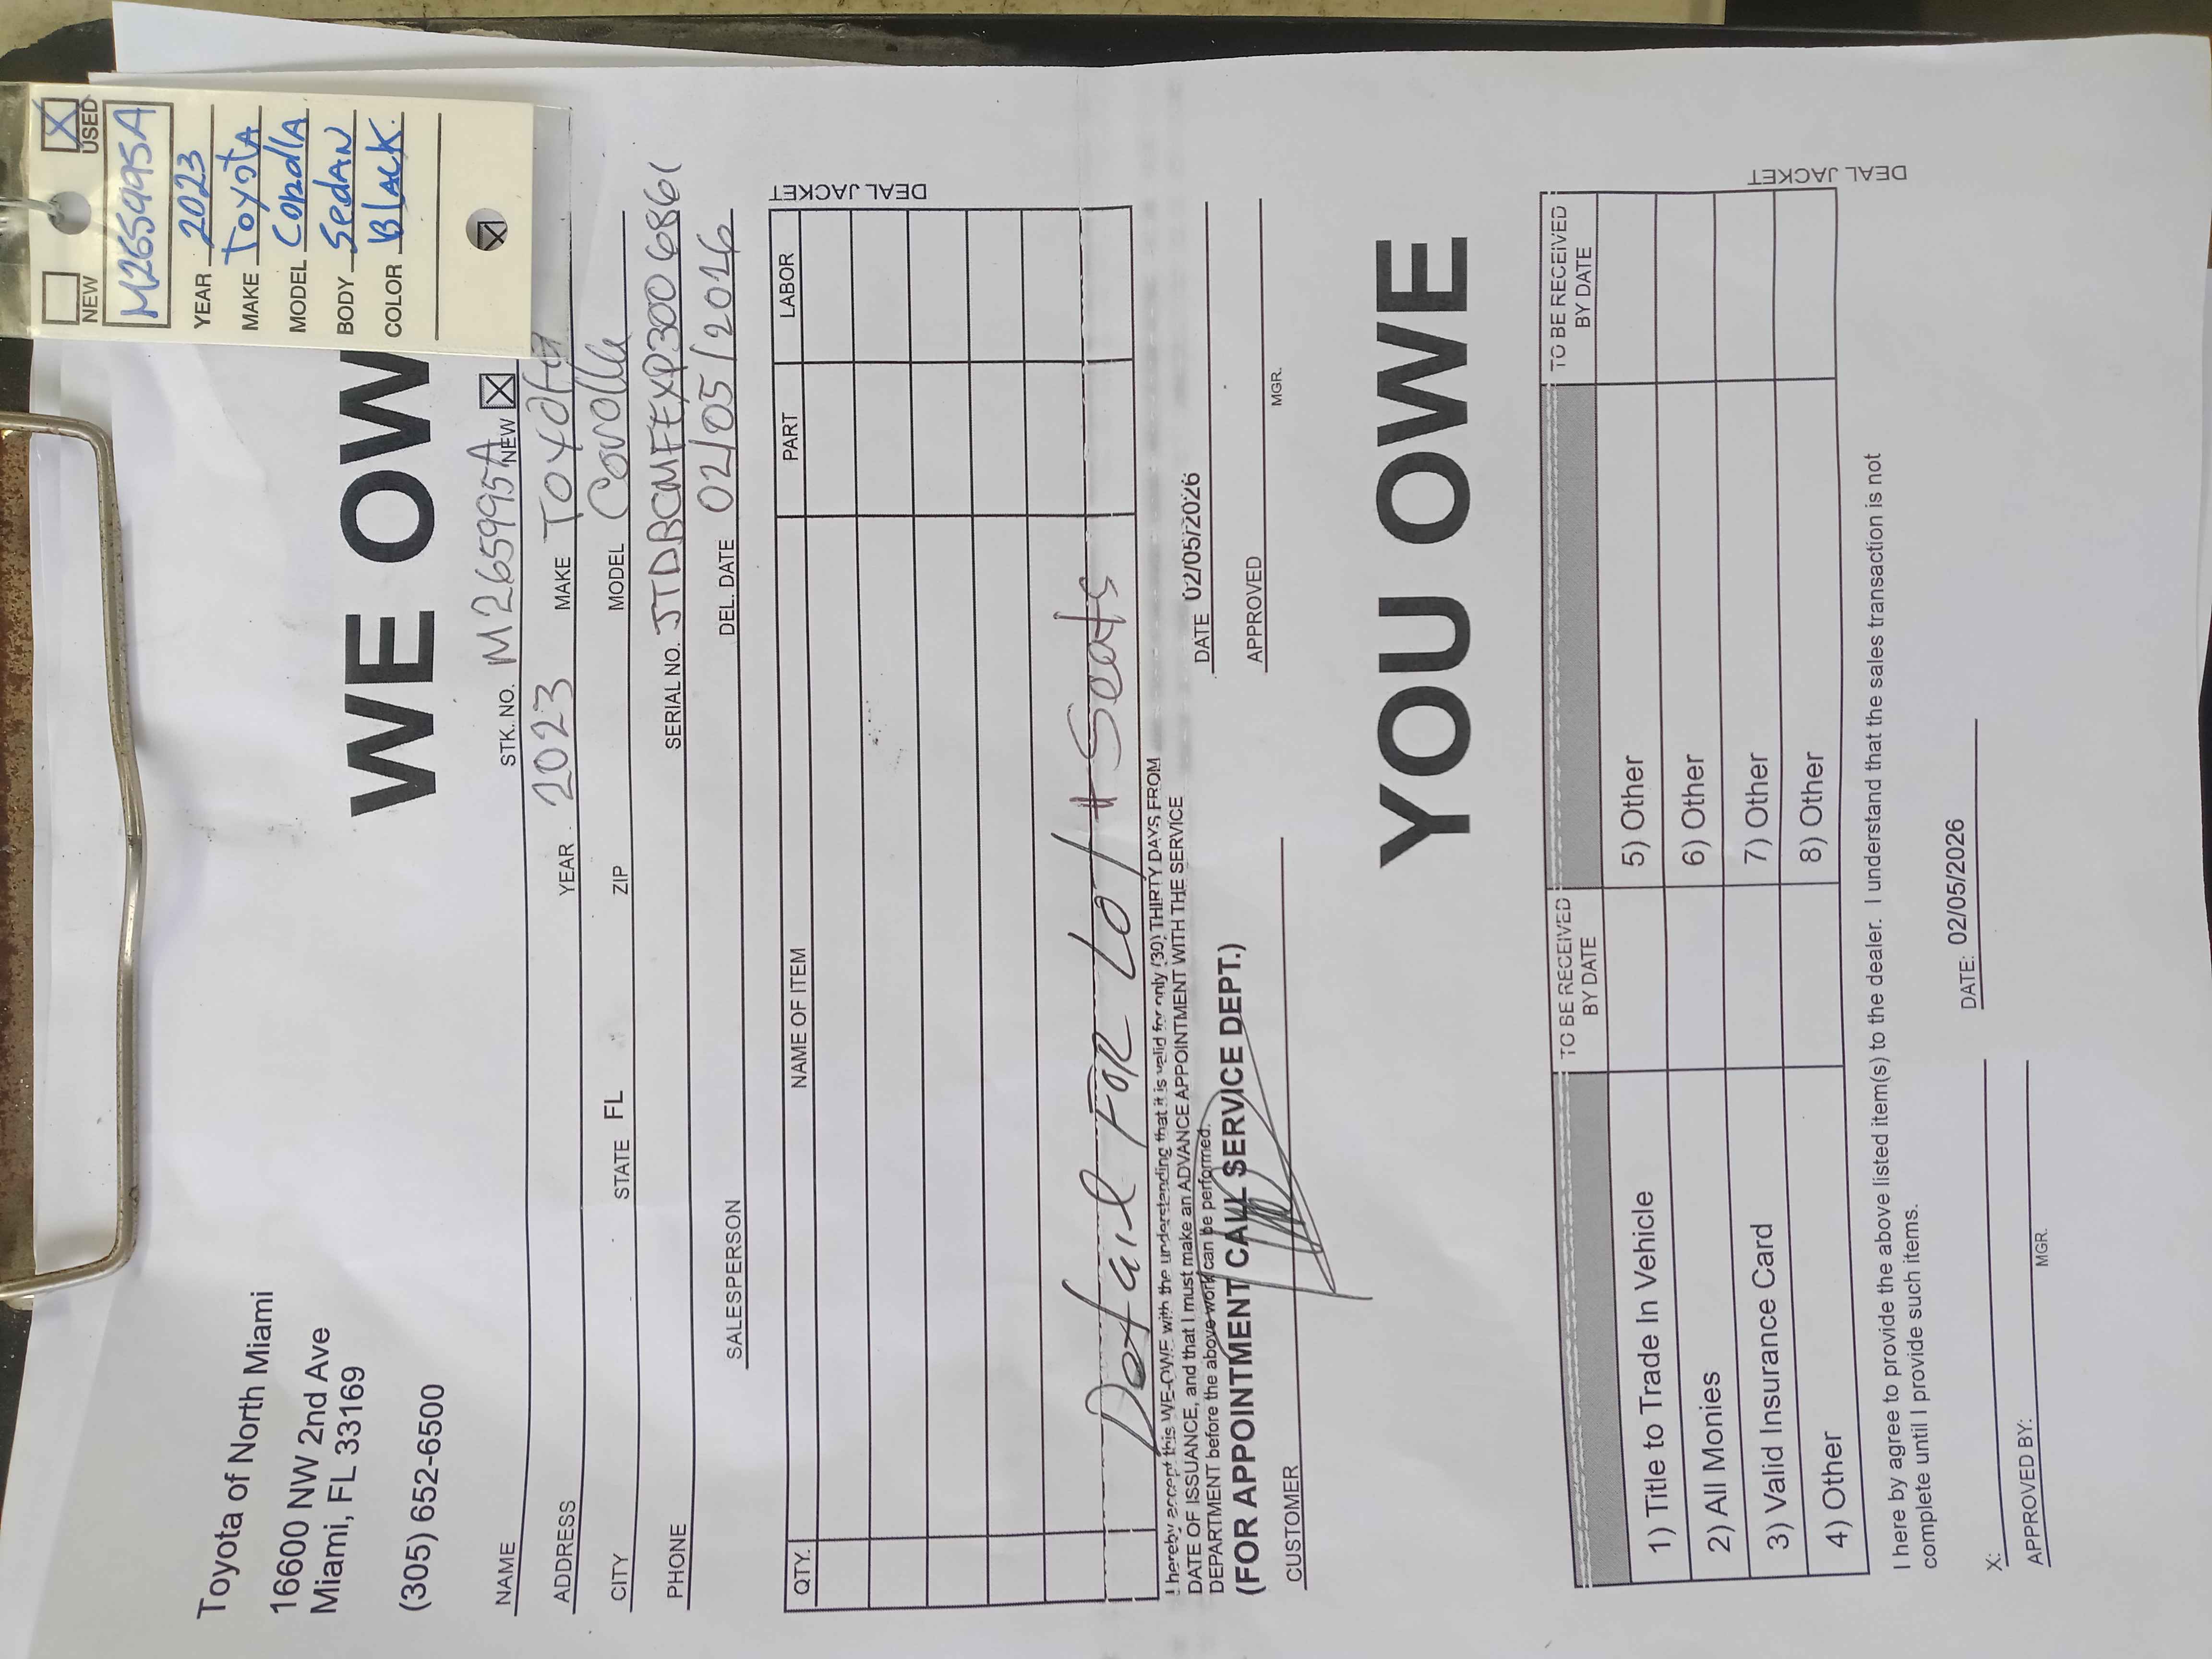 NEW
USED
M2659995A
YEAR 2023
MAKE Toyota
MODEL Corolla
BODY Sedan
COLOR Black.
Toyota of North Miami
16600 NW 2nd Ave
Miami, FL 33169
(305) 652-6500
WE OW
NAME STK. NO. M2659995A NEW
ADDRESS YEAR 2023 MAKE Toyota
CITY STATE FL ZIP MODEL Corolla
PHONE SERIAL NO.
SALESPERSON DEL. DATE 02/05/2026
QTY. NAME OF ITEM PART LABOR
DEAL JACKET
Detail FOR Lot + Seats
I hereby accept this WE-OWE with the understanding that it is valid for only (30) THIRTY DAYS FROM
DATE OF ISSUANCE, and that I must make an ADVANCE APPOINTMENT WITH THE SERVICE
DEPARTMENT before the above work can be performed.
(FOR APPOINTMENT CALL SERVICE DEPT.)
DATE 02/05/2026
CUSTOMER APPROVED
MGR.
YOU OWE
TO BE RECEIVED BY DATE TO BE RECEIVED BY DATE
DEAL JACKET
1) Title to Trade In Vehicle 5) Other
2) All Monies 6) Other
3) Valid Insurance Card 7) Other
4) Other 8) Other
I here by agree to provide the above listed item(s) to the dealer. I understand that the sales transaction is not
complete until I provide such items.
X: DATE: 02/05/2026
APPROVED BY:
MGR.